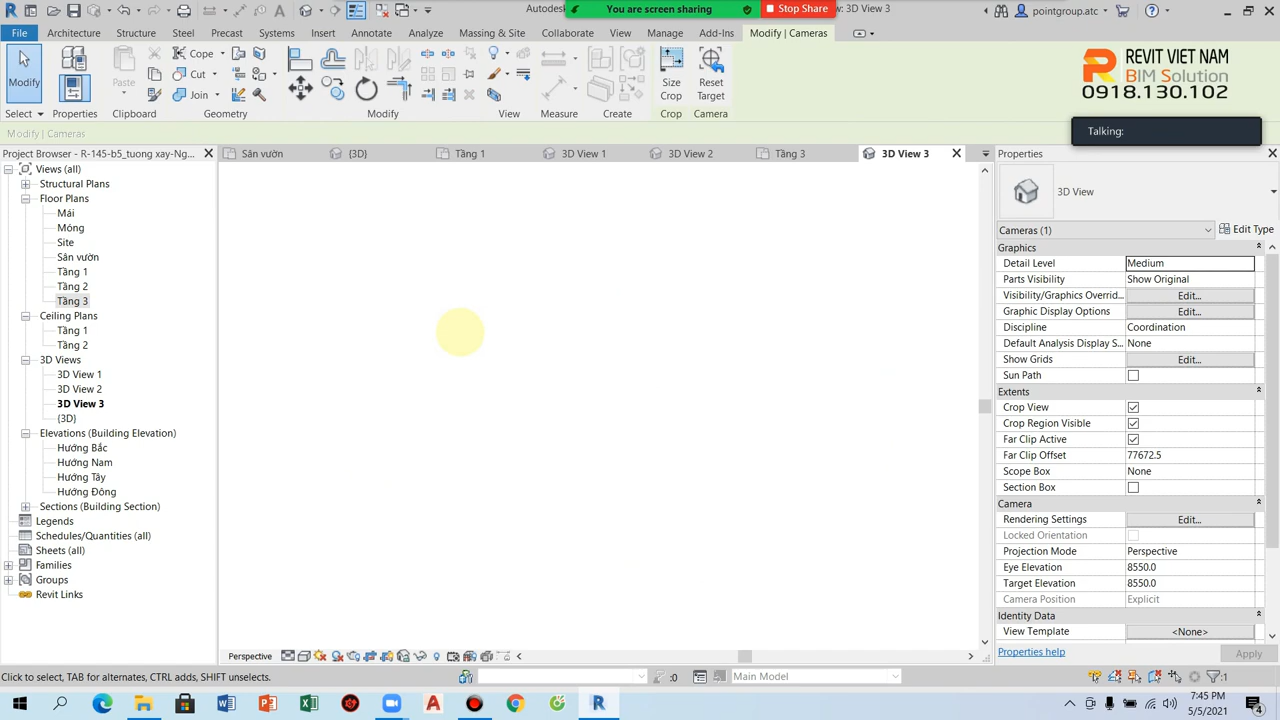 Autodesk
You are screen sharing
Stop Share
w: 3D View 3
pointgroup.atc
File
Architecture
Structure
Steel
Precast
Systems
Insert
Annotate
Analyze
Massing & Site
Collaborate
View
Manage
Add-Ins
Modify | Cameras
Modify
Paste
Cope
Cut
Join
Size
Crop
Reset
Target
Select
Properties
Clipboard
Geometry
Modify
View
Measure
Create
Crop
Camera
REVIT VIET NAM
BIM Solution
0918.130.102
Talking:
Modify | Cameras
Project Browser - R-145-b5_tuong xay-Ng...
Sân vườn
{3D}
Tầng 1
3D View 1
3D View 2
Tầng 3
3D View 3
Properties
Views (all)
Structural Plans
Floor Plans
Mái
Móng
Site
Sân vườn
Tầng 1
Tầng 2
Tầng 3
Ceiling Plans
Tầng 1
Tầng 2
3D Views
3D View 1
3D View 2
3D View 3
{3D}
Elevations (Building Elevation)
Hướng Bắc
Hướng Nam
Hướng Tây
Hướng Đông
Sections (Building Section)
Legends
Schedules/Quantities (all)
Sheets (all)
Families
Groups
Revit Links
3D View
Cameras (1)
Edit Type
Graphics
Detail Level Medium
Parts Visibility Show Original
Visibility/Graphics Overrid... Edit...
Graphic Display Options Edit...
Discipline Coordination
Default Analysis Display S... None
Show Grids Edit...
Sun Path
Extents
Crop View
Crop Region Visible
Far Clip Active
Far Clip Offset 77672.5
Scope Box None
Section Box
Camera
Rendering Settings Edit...
Locked Orientation
Projection Mode Perspective
Eye Elevation 8550.0
Target Elevation 8550.0
Camera Position Explicit
Identity Data
View Template <None>
Properties help
Apply
Perspective
Click to select, TAB for alternates, CTRL adds, SHIFT unselects.
:0
Main Model
:1
7:45 PM
5/5/2021
4